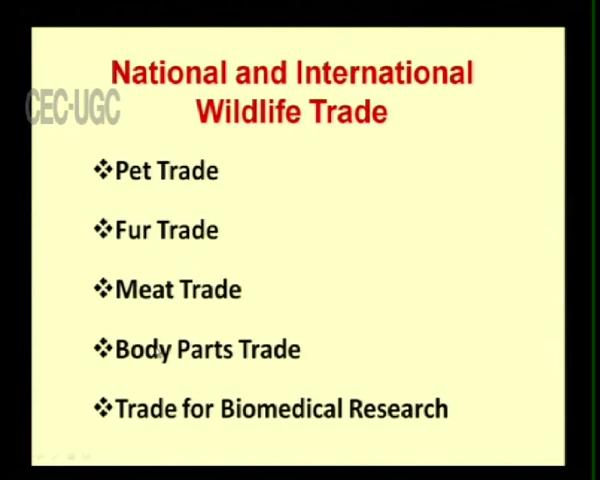 National and International
CEC-UGC
Wildlife Trade
❖Pet Trade
❖Fur Trade
❖Meat Trade
❖Body Parts Trade
❖Trade for Biomedical Research